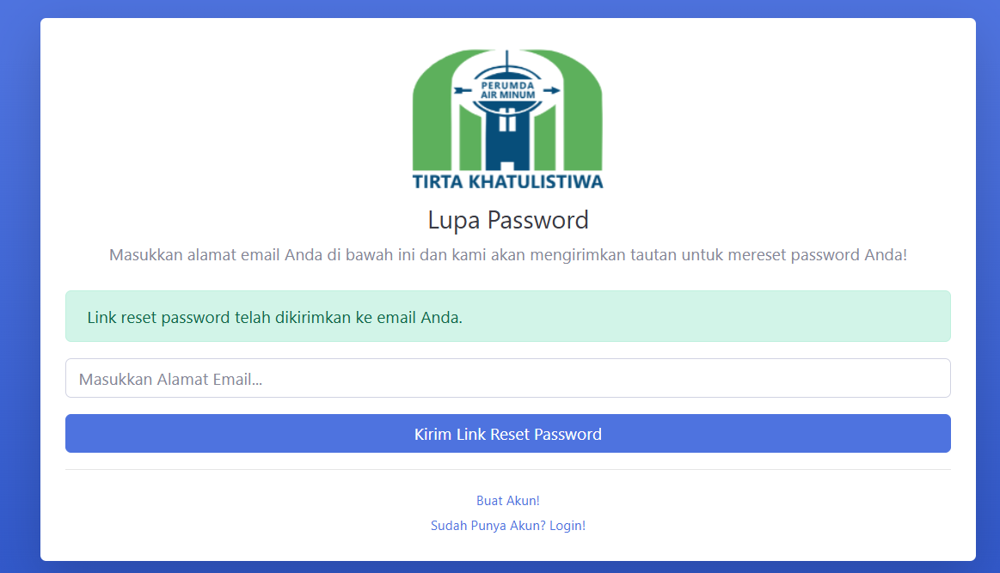 PERUMDA
AIR MINUM
TIRTA KHATULISTIWA
Lupa Password
Masukkan alamat email Anda di bawah ini dan kami akan mengirimkan tautan untuk mereset password Anda!
Link reset password telah dikirimkan ke email Anda.
Masukkan Alamat Email...
Kirim Link Reset Password
Buat Akun!
Sudah Punya Akun? Login!